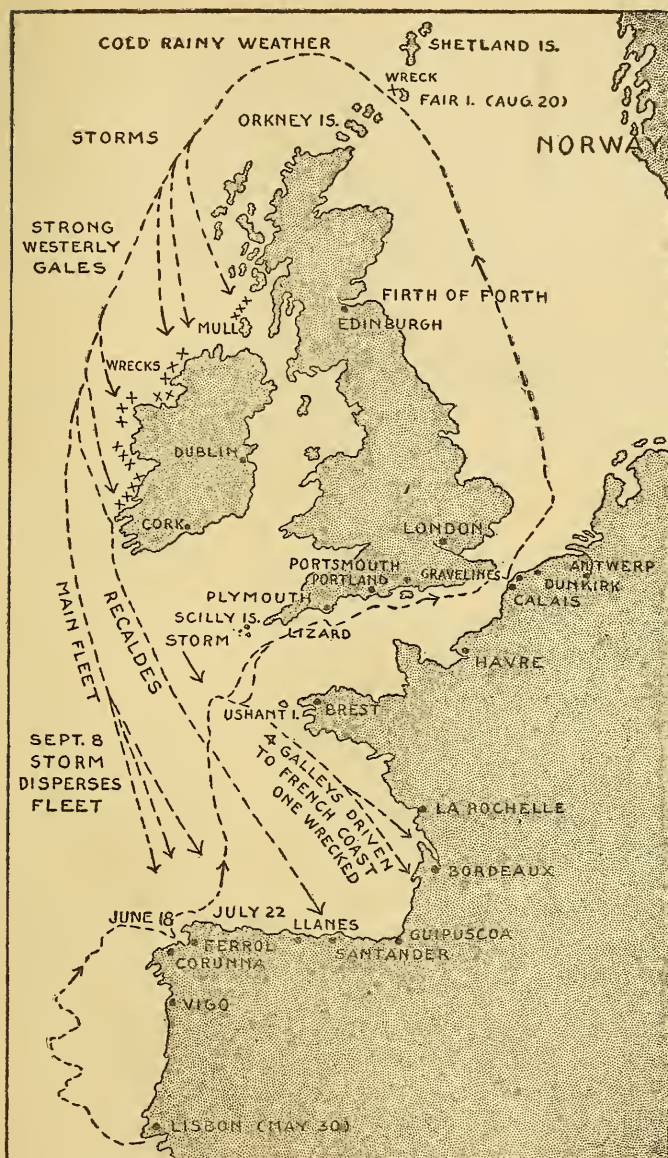 COLD RAINY WEATHER
SHETLAND IS.
WRECK
FAIR I. (AUG. 20)
ORKNEY IS.
NORWAY
STORMS
STRONG
WESTERLY
GALES
FIRTH OF FORTH
EDINBURGH
MULL
WRECKS
DUBLIN
CORK
LONDON
PORTSMOUTH
PORTLAND
GRAVELINES
ANTWERP
DUNKIRK
CALAIS
PLYMOUTH
SCILLY IS.
LIZARD
STORM
HAVRE
MAIN FLEET
RECALDES
USHANT I.
BREST
SEPT. 8
STORM
DISPERSES
FLEET
4 GALLEYS DRIVEN
TO FRENCH COAST
ONE WRECKED
LA ROCHELLE
BORDEAUX
JUNE 18
JULY 22
LLANES
GUIPUSCOA
FERROL
SANTANDER
CORUNNA
VIGO
LISBON (MAY 30)